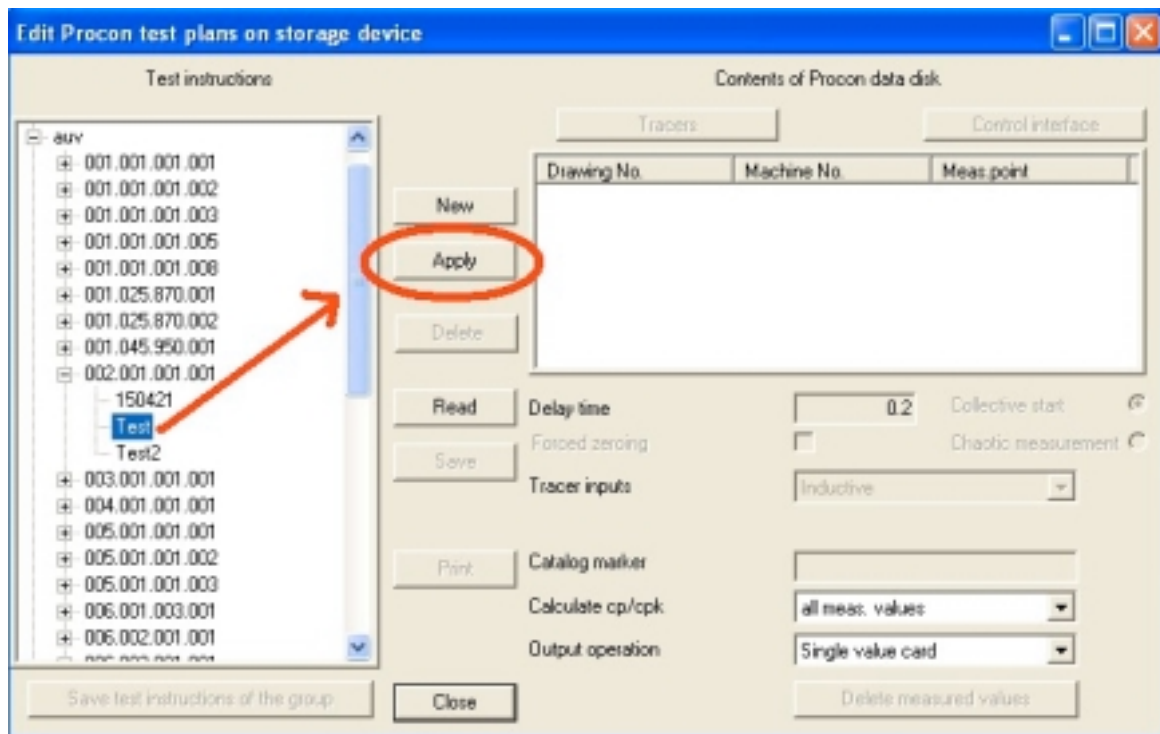 Edit Procon test plans on storage device
Test instructions
Contents of Procon data disk
Tracers
Control interface
auv
001.001.001.001
001.001.001.002
001.001.001.003
001.001.001.005
001.001.001.008
001.025.870.001
001.025.870.002
001.045.950.001
002.001.001.001
150421
Test
Test2
003.001.001.001
004.001.001.001
005.001.001.001
005.001.001.002
005.001.001.003
006.001.003.001
006.002.001.001
Save test instructions of the group
New
Apply
Delete
Read
Save
Print
Close
Drawing No. Machine No. Meas.point
Delay time 0.2 Collective start
Forced zeroing Chaotic measurement
Tracer inputs Inductive
Catalog marker
Calculate cp/cpk all meas. values
Output operation Single value card
Delete measured values